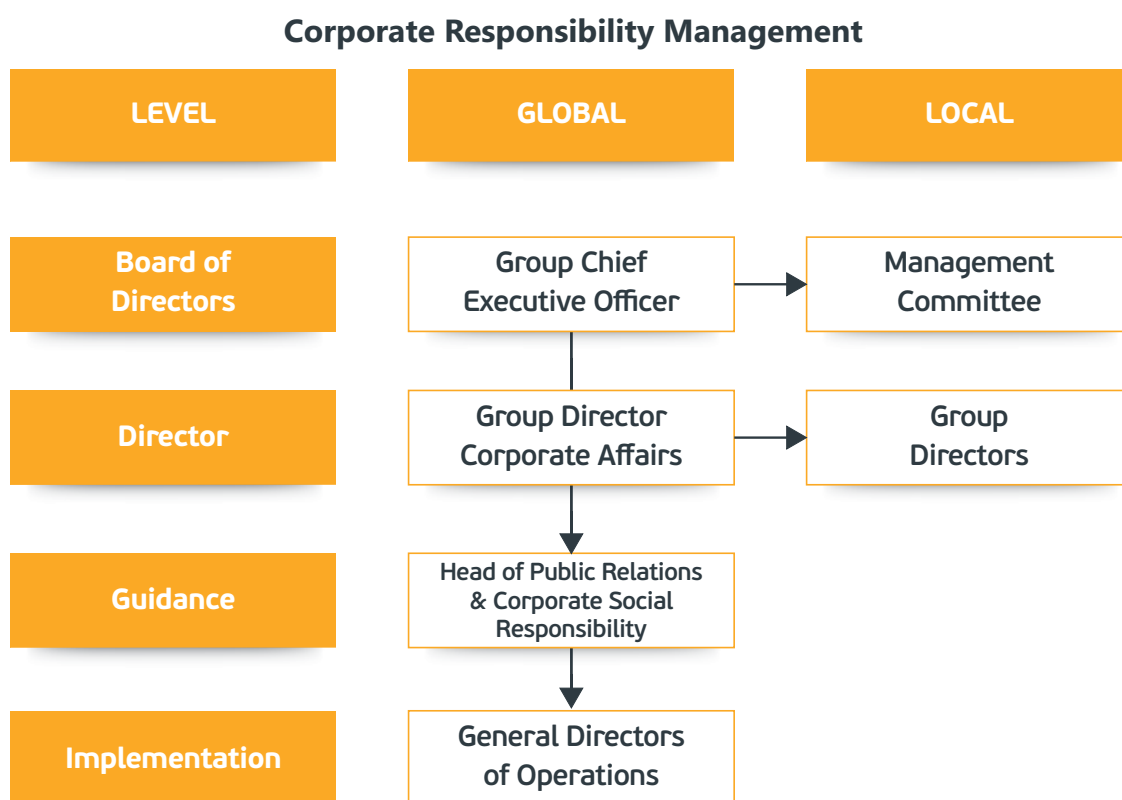 Corporate Responsibility Management
LEVEL
GLOBAL
LOCAL
Board of
Directors
Group Chief
Executive Officer
Management
Committee
Director
Group Director
Corporate Affairs
Group
Directors
Guidance
Head of Public Relations
& Corporate Social
Responsibility
Implementation
General Directors
of Operations